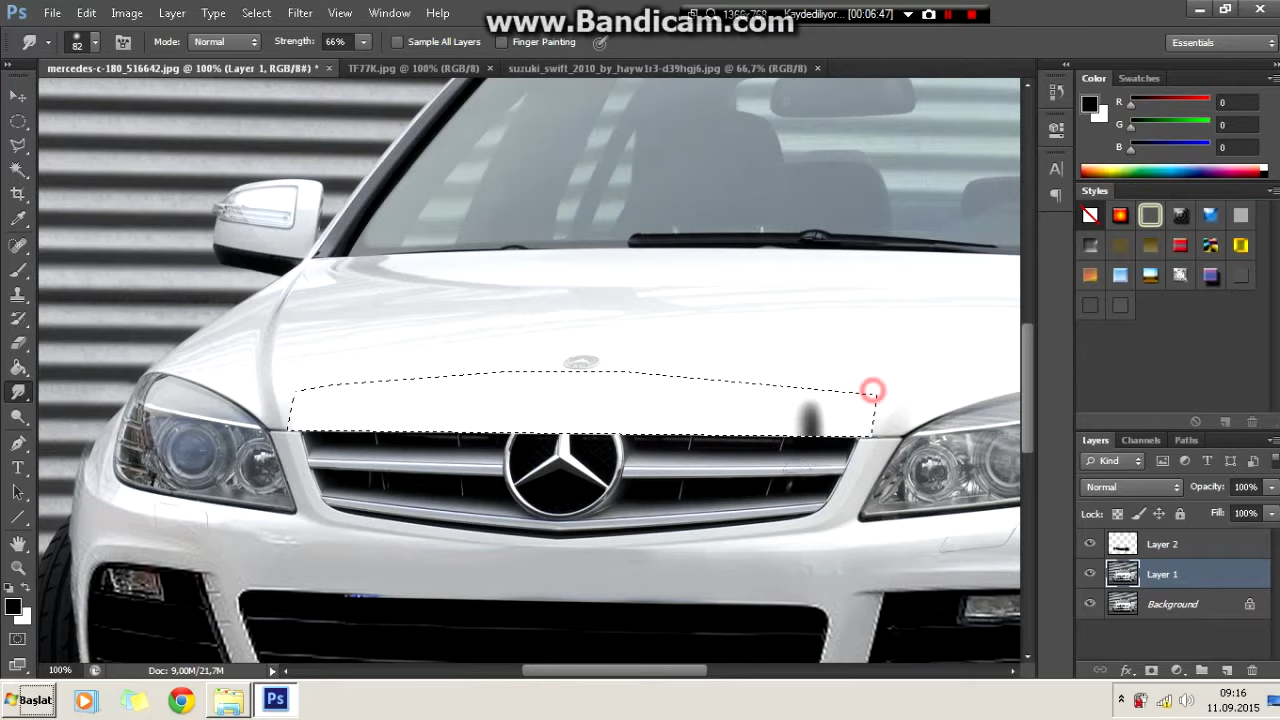 www.Bandicam.com
1366x768 Kaydediliyor... [00:06:47]
Ps File Edit Image Layer Type Select Filter 3D View Window Help
82 Mode: Normal Strength: 66% Sample All Layers Finger Painting Essentials
mercedes-c-180_516642.jpg @ 100% (Layer 1, RGB/8#) * × TF77K.jpg @ 100% (RGB/8) × suzuki_swift_2010_by_hayw1r3-d39hgj6.jpg @ 66,7% (RGB/8) ×
Color Swatches
R 0
G 0
B 0
Styles
Layers Channels Paths
Kind
Normal Opacity: 100%
Lock: Fill: 100%
Layer 2
Layer 1
Background
100% Doc: 9,00M/21,7M
Başlat Ps
09:16
11.09.2015